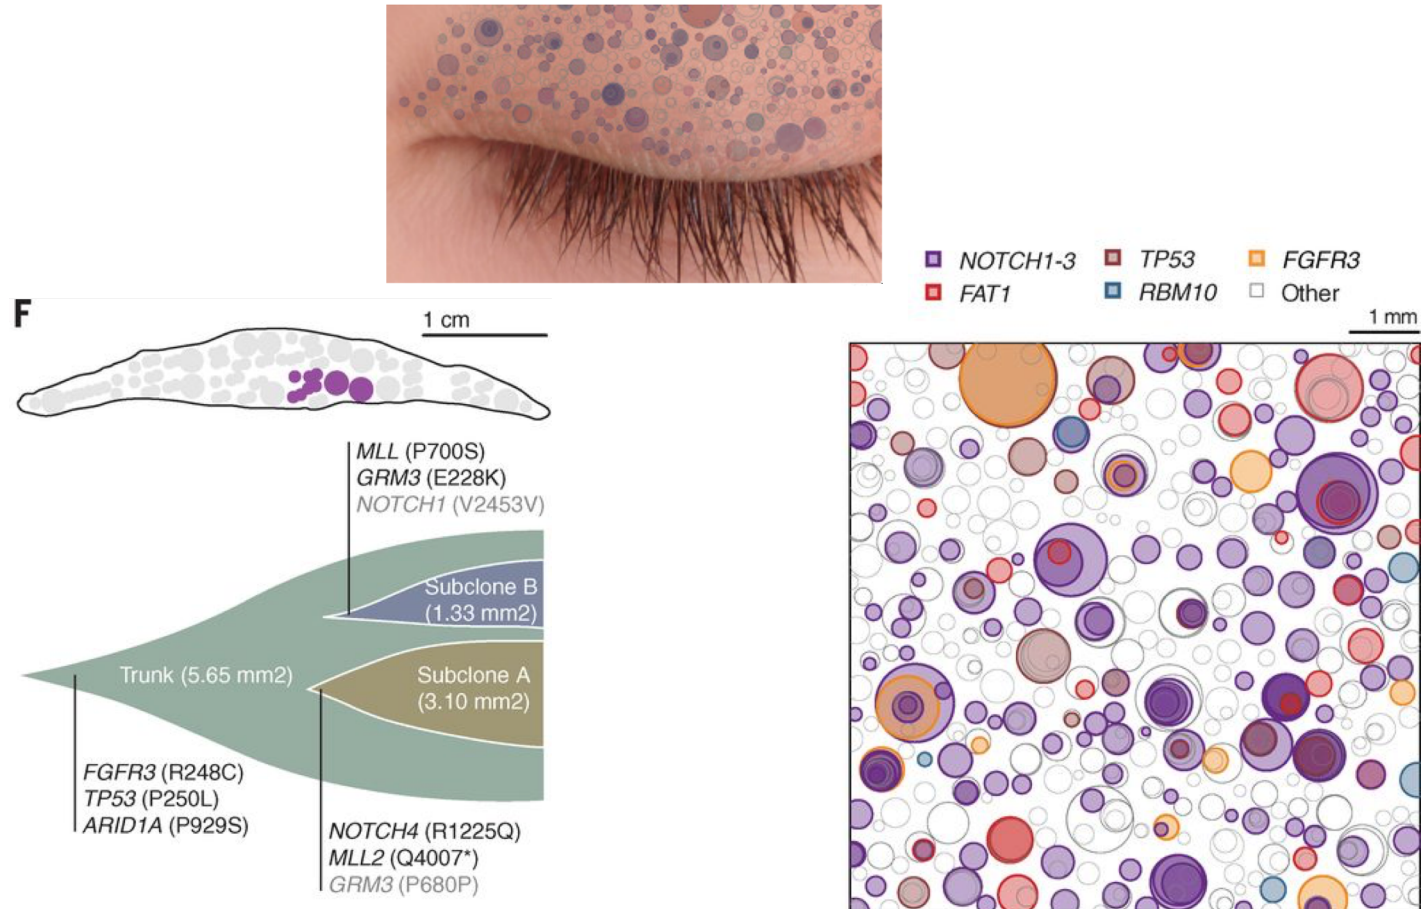 NOTCH1-3 TP53 FGFR3
FAT1 RBM10 Other
1 mm
F
1 cm
MLL (P700S)
GRM3 (E228K)
NOTCH1 (V2453V)
Subclone B
(1.33 mm2)
Trunk (5.65 mm2)
Subclone A
(3.10 mm2)
FGFR3 (R248C)
TP53 (P250L)
ARID1A (P929S)
NOTCH4 (R1225Q)
MLL2 (Q4007*)
GRM3 (P680P)